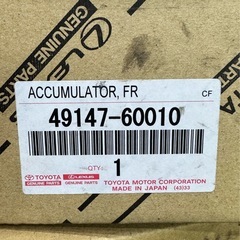 GENUINE PARTS
LEXUS
ACCUMULATOR, FR
CF
49147-60010
QTY
1
TOYOTA
GENUINE PARTS
LEXUS
GENUINE PARTS
TOYOTA MOTOR CORPORATION
MADE IN JAPAN (43)33